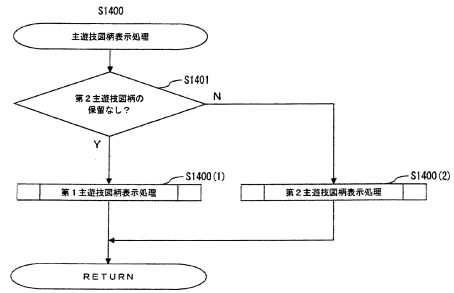 S1400
主遊技図柄表示処理
S1401
第２主遊技図柄の
保留なし？
N
Y
S1400(1)
第１主遊技図柄表示処理
S1400(2)
第２主遊技図柄表示処理
RETURN